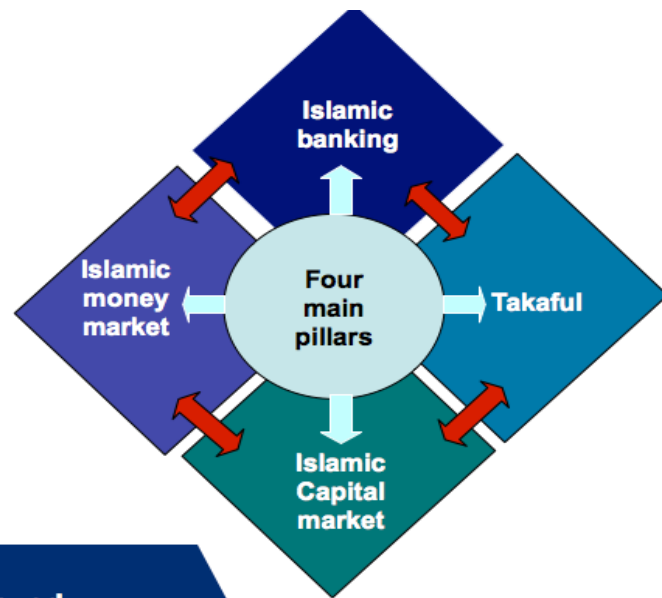 Islamic
banking
Islamic
money
market
Four
main
pillars
Takaful
Islamic
Capital
market